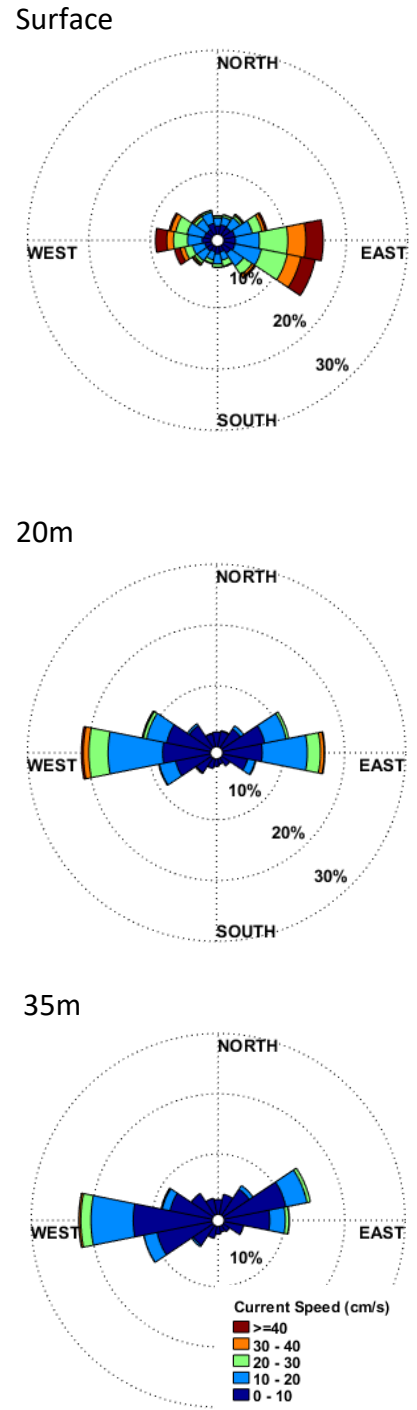 Surface
NORTH
WEST
EAST
10%
20%
30%
SOUTH
20m
NORTH
WEST
EAST
10%
20%
30%
SOUTH
35m
NORTH
WEST
EAST
10%
Current Speed (cm/s)
>=40
30 - 40
20 - 30
10 - 20
0 - 10